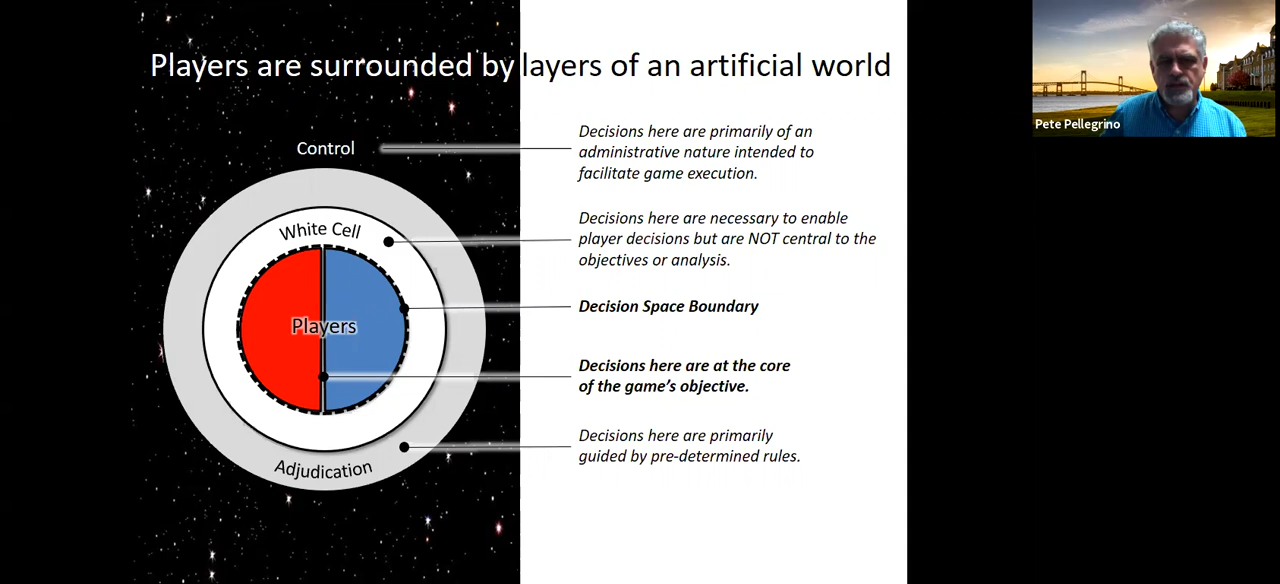 Players are surrounded by layers of an artificial world
Pete Pellegrino
Control
Decisions here are primarily of an
administrative nature intended to
facilitate game execution.
White Cell
Decisions here are necessary to enable
player decisions but are NOT central to the
objectives or analysis.
Decision Space Boundary
Players
Decisions here are at the core
of the game's objective.
Adjudication
Decisions here are primarily
guided by pre-determined rules.